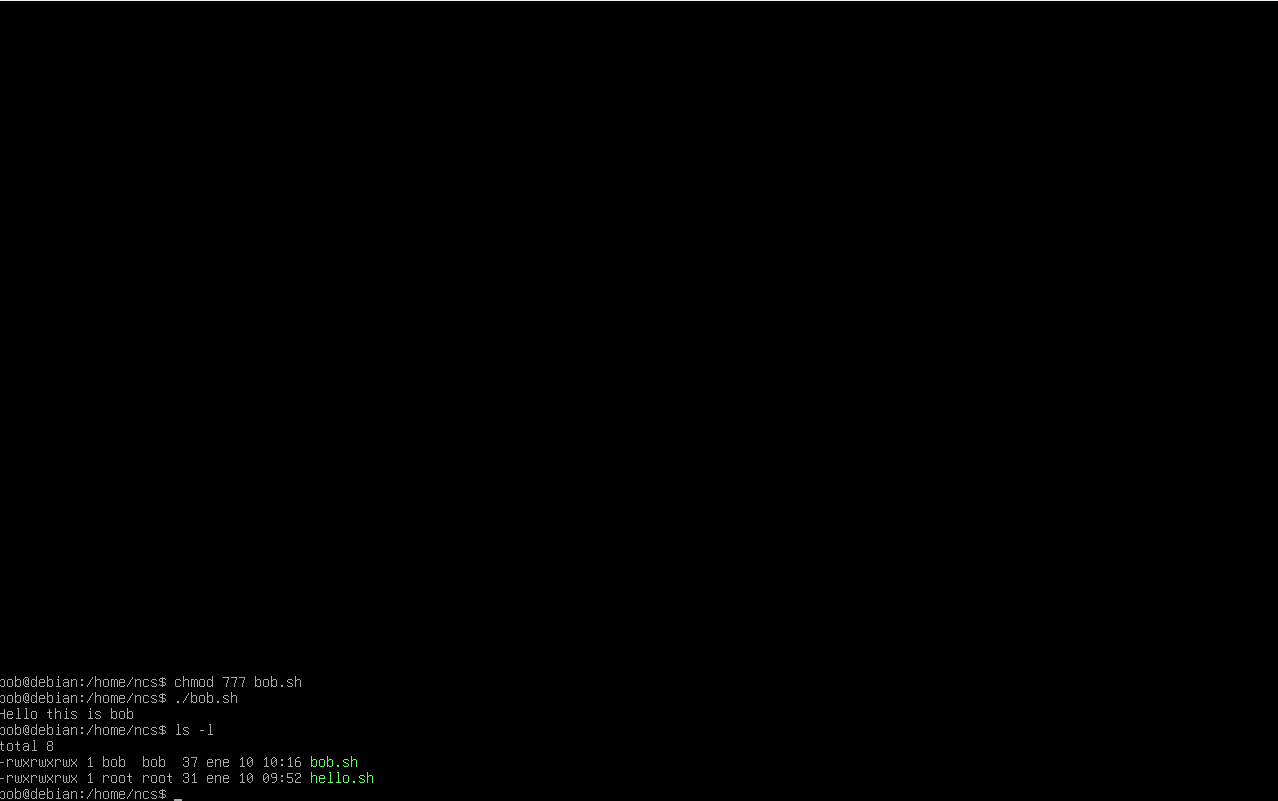 bob@debian:/home/ncs$ chmod 777 bob.sh
bob@debian:/home/ncs$ ./bob.sh
Hello this is bob
bob@debian:/home/ncs$ ls -l
total 8
-rwxrwxrwx 1 bob  bob  37 ene 10 10:16 bob.sh
-rwxrwxrwx 1 root root 31 ene 10 09:52 hello.sh
bob@debian:/home/ncs$ _